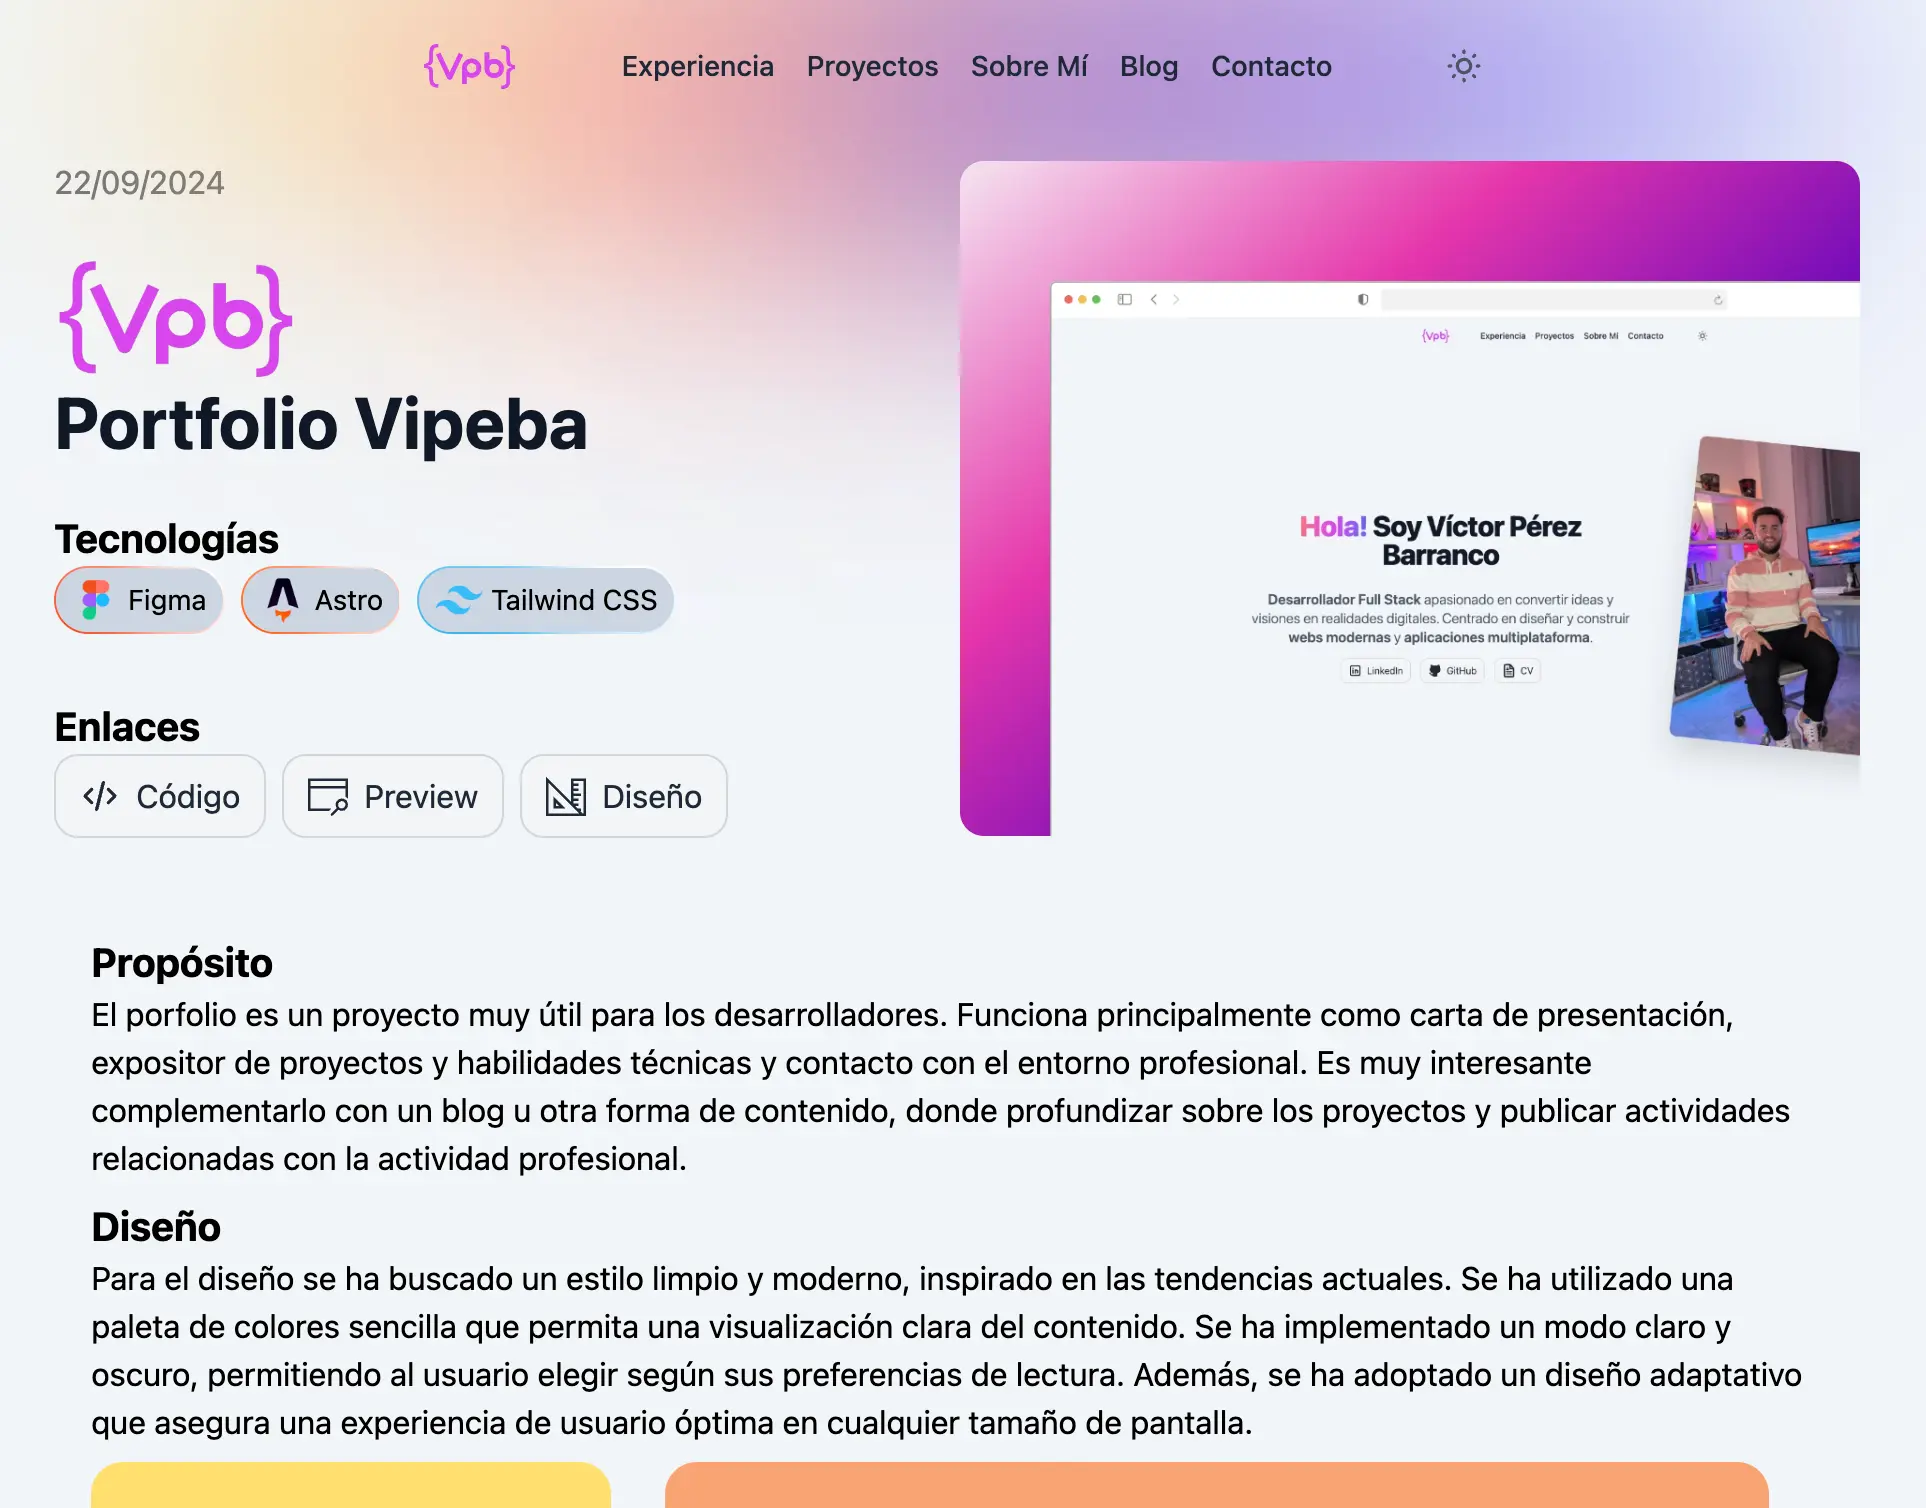 {Vpb}
Experiencia Proyectos Sobre Mí Blog Contacto
22/09/2024
{Vpb}
Portfolio Vipeba
Tecnologías
Figma Astro Tailwind CSS
Enlaces
</> Código Preview Diseño
{Vpb} Experiencia Proyectos Sobre Mí Contacto
Hola! Soy Víctor Pérez
Barranco
Desarrollador Full Stack apasionado en convertir ideas y
visiones en realidades digitales. Centrado en diseñar y construir
webs modernas y aplicaciones multiplataforma.
LinkedIn GitHub CV
Propósito
El porfolio es un proyecto muy útil para los desarrolladores. Funciona principalmente como carta de presentación,
expositor de proyectos y habilidades técnicas y contacto con el entorno profesional. Es muy interesante
complementarlo con un blog u otra forma de contenido, donde profundizar sobre los proyectos y publicar actividades
relacionadas con la actividad profesional.
Diseño
Para el diseño se ha buscado un estilo limpio y moderno, inspirado en las tendencias actuales. Se ha utilizado una
paleta de colores sencilla que permita una visualización clara del contenido. Se ha implementado un modo claro y
oscuro, permitiendo al usuario elegir según sus preferencias de lectura. Además, se ha adoptado un diseño adaptativo
que asegura una experiencia de usuario óptima en cualquier tamaño de pantalla.